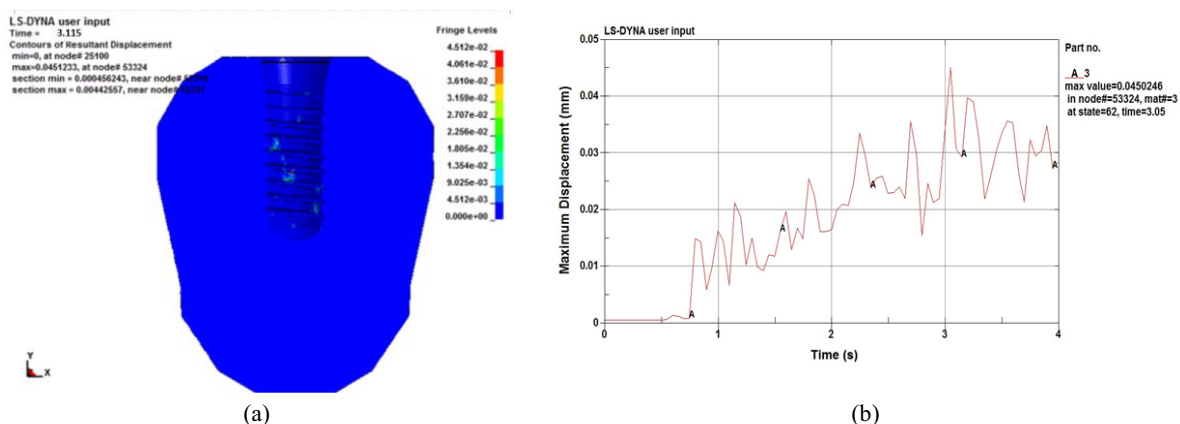 LS-DYNA user input
Time = 3.115
Contours of Resultant Displacement
min=0, at node# 25100
max=0.0451233, at node# 53324
section min = 0.000456243, near node#
section max = 0.00442557, near node#
Fringe Levels
4.512e-02
4.061e-02
3.610e-02
3.159e-02
2.707e-02
2.256e-02
1.805e-02
1.354e-02
9.025e-03
4.512e-03
0.000e+00
Y
X
(a)
LS-DYNA user input
Maximum Displacement (mm)
0.05
0.04
0.03
0.02
0.01
0
A
A
A
A
A
0
1
2
3
4
Time (s)
Part no.
A 3
max value=0.0450246
in node#=53324, mat#=3
at state=62, time=3.05
(b)